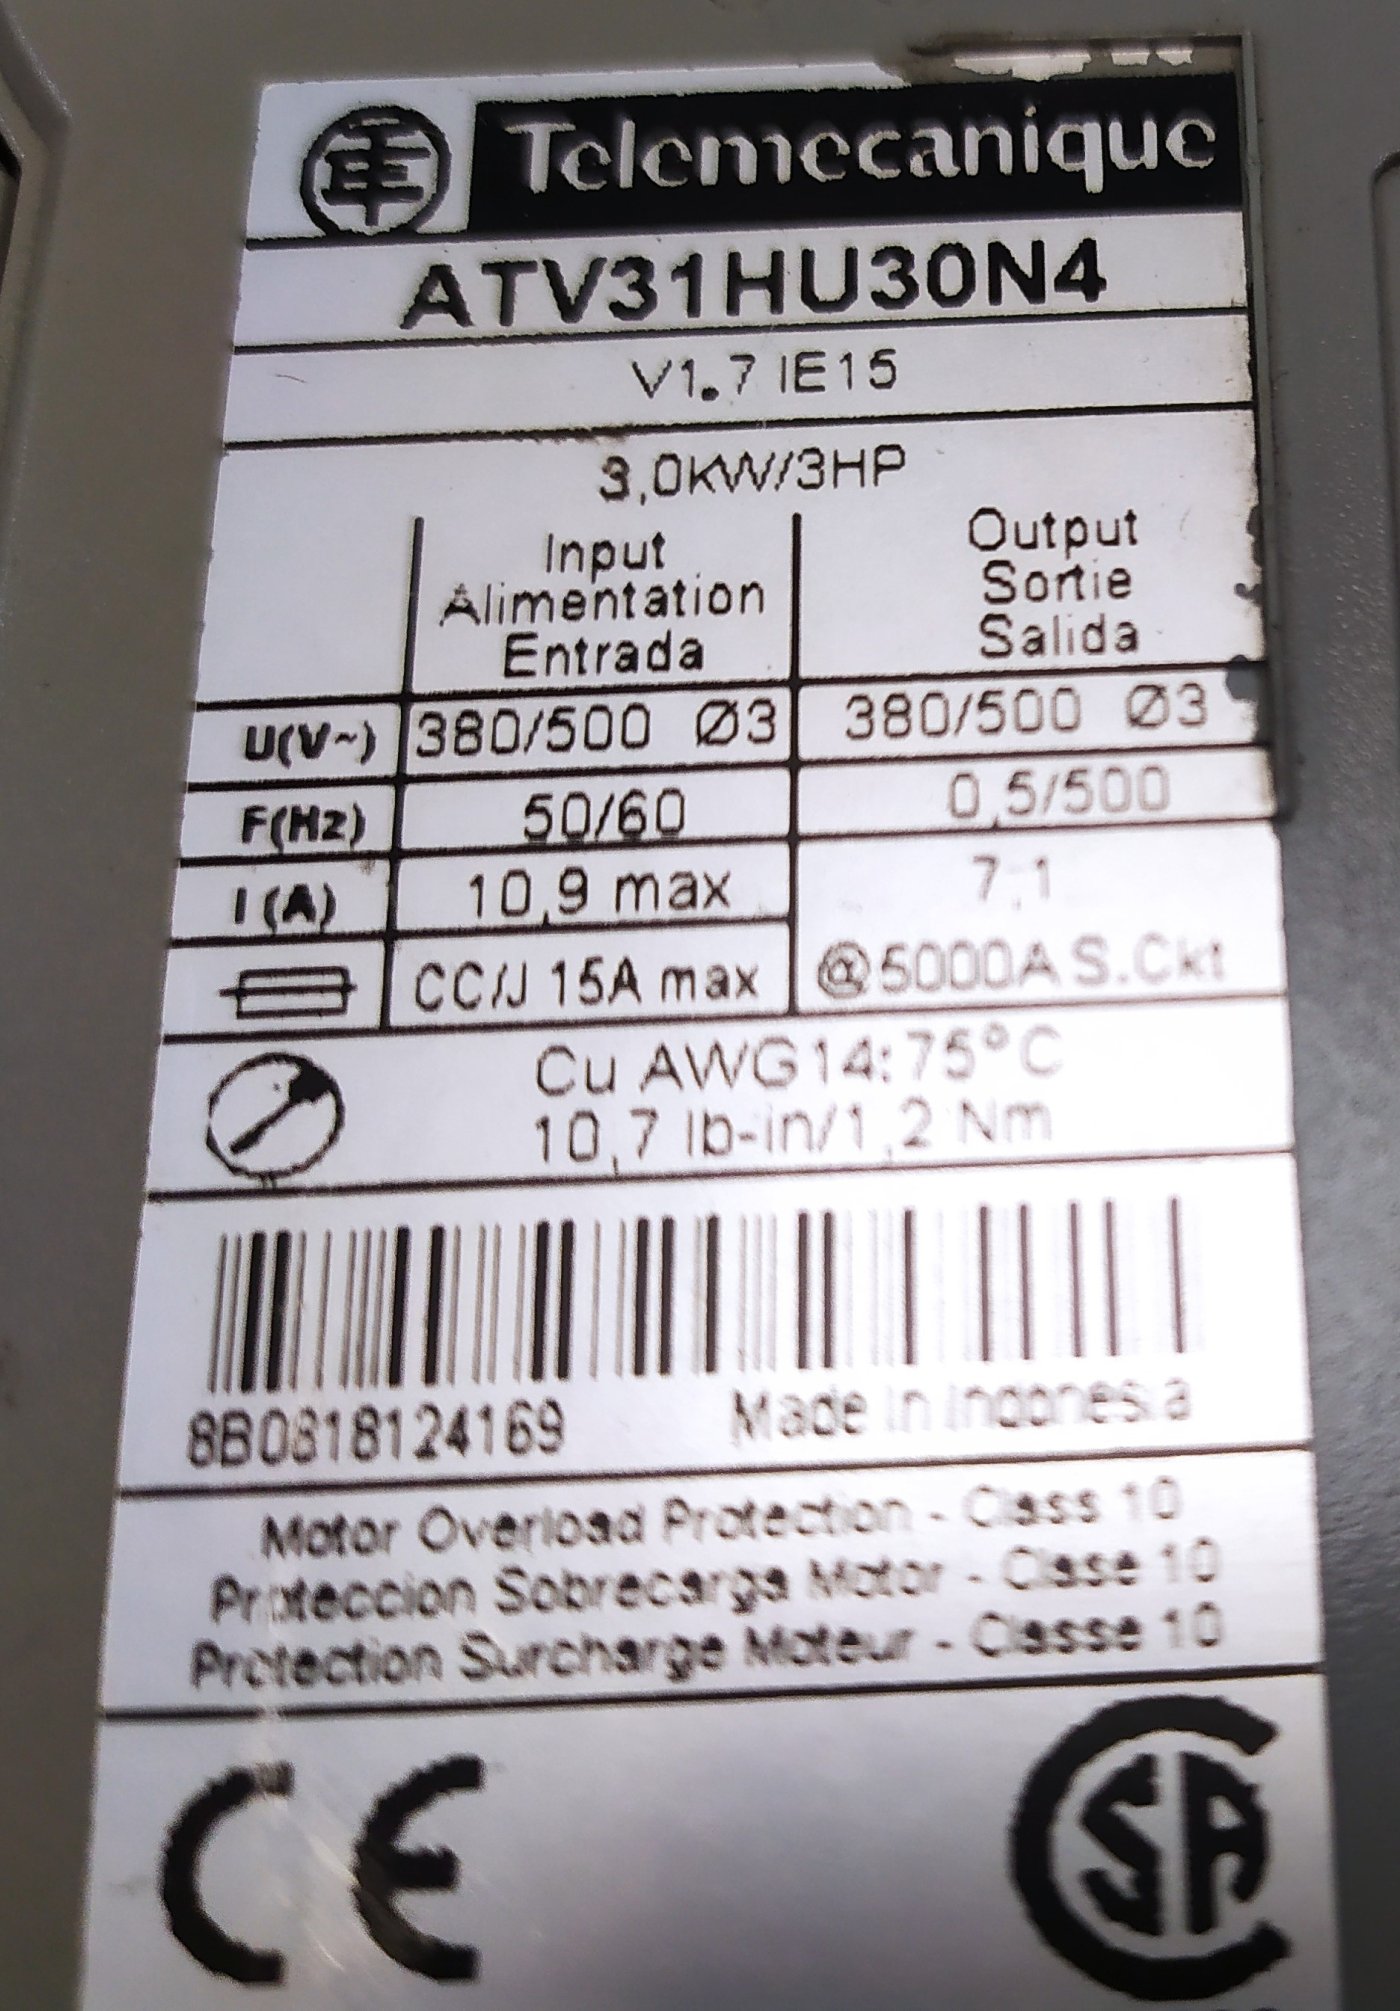 Telemecanique
ATV31HU30N4
V1.7 IE15
3,0KW/3HP
Input Output
Alimentation Sortie
Entrada Salida
U(V~) 380/500 Ø3 380/500 Ø3
F(Hz) 50/60 0,5/500
I (A) 10,9 max 7,1
CC/J 15A max @5000A S.Ckt
Cu AWG14: 75°C
10,7 lb-in/1,2 Nm
8B0818124169 Made in Indonesia
Motor Overload Protection - Class 10
Proteccion Sobrecarga Motor - Clase 10
Protection Surcharge Moteur - Classe 10
CE CSA